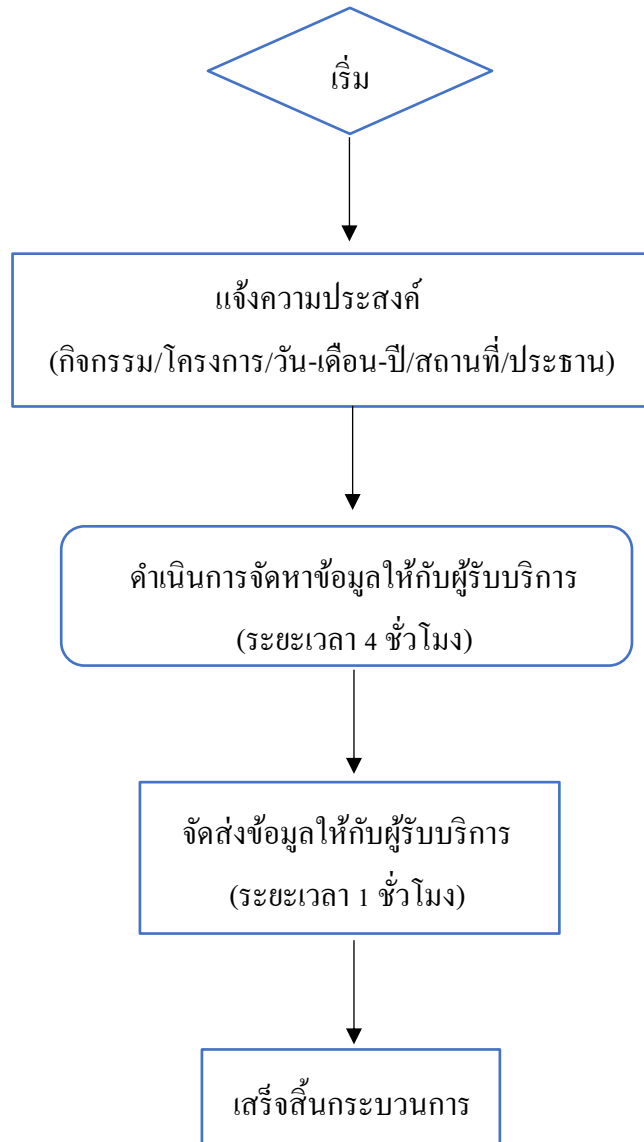 เริ่ม
แจ้งความประสงค์
(กิจกรรม/โครงการ/วัน-เดือน-ปี/สถานที่/ประธาน)
ดำเนินการจัดหาข้อมูลให้กับผู้รับบริการ
(ระยะเวลา 4 ชั่วโมง)
จัดส่งข้อมูลให้กับผู้รับบริการ
(ระยะเวลา 1 ชั่วโมง)
เสร็จสิ้นกระบวนการ